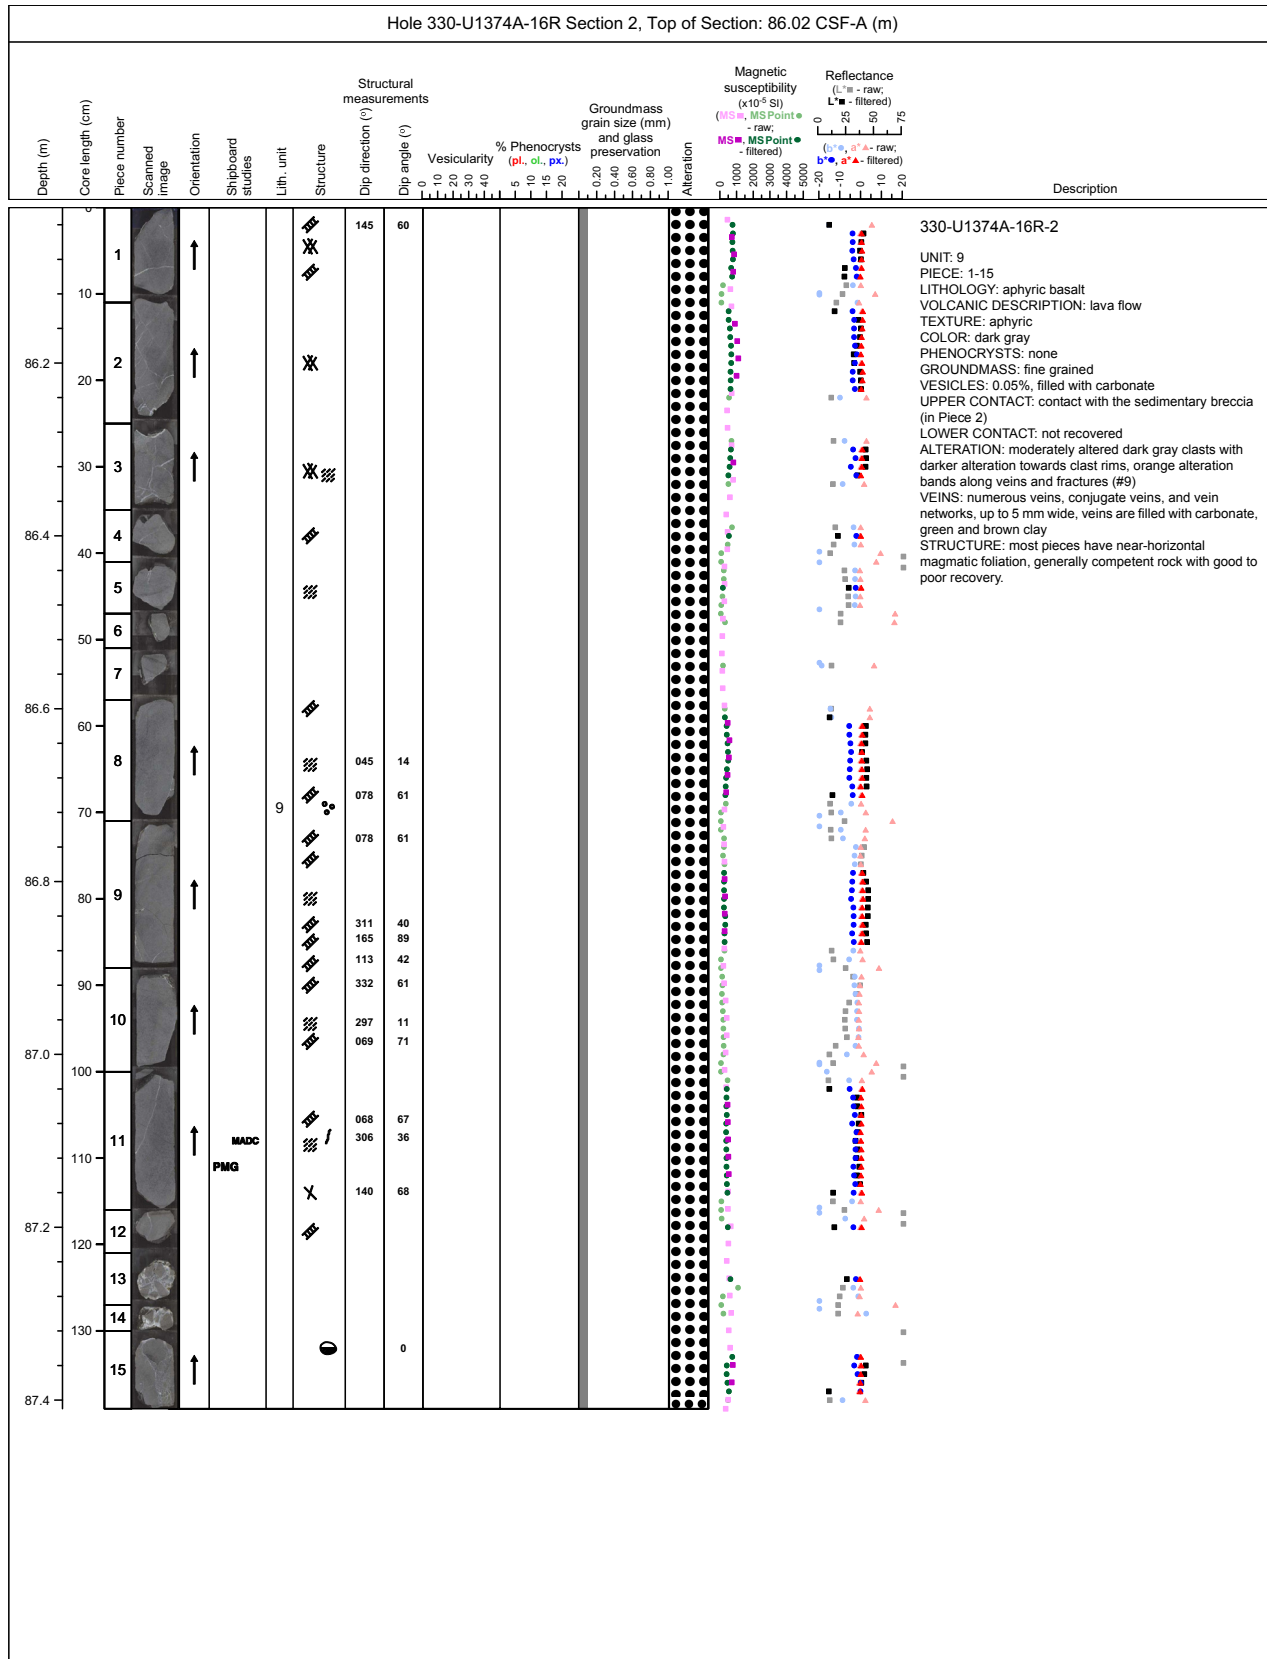 Hole 330-U1374A-16R Section 2, Top of Section: 86.02 CSF-A (m)
Depth (m)
Core length (cm)
Piece number
Scanned image
Orientation
Shipboard studies
Lith. unit
Structure
Structural measurements
Dip direction (°)
Dip angle (°)
Vesicularity
0 10 20 30 40
% Phenocrysts
(pl., ol., px.)
5 10 15 20
Groundmass
grain size (mm)
and glass
preservation
0.20 0.40 0.60 0.80 1.00
Alteration
Magnetic
susceptibility
(x10⁻⁵ SI)
(MS■, MSPoint●
- raw;
MS■, MSPoint●
- filtered)
0 1000 2000 3000 4000 5000
Reflectance
(L*■ - raw;
L*■ - filtered)
0 25 50 75
(b*●, a*▲- raw;
b*●, a*▲- filtered)
-20 -10 0 10 20
Description
86.2
86.4
86.6
86.8
87.0
87.2
87.4
0
10
20
30
40
50
60
70
80
90
100
110
120
130
1
2
3
4
5
6
7
8
9
10
11
12
13
14
15
MADC
PMG
9
145 60
045 14
078 61
078 61
311 40
165 89
113 42
332 61
297 11
069 71
068 67
306 36
140 68
0
330-U1374A-16R-2
UNIT: 9
PIECE: 1-15
LITHOLOGY: aphyric basalt
VOLCANIC DESCRIPTION: lava flow
TEXTURE: aphyric
COLOR: dark gray
PHENOCRYSTS: none
GROUNDMASS: fine grained
VESICLES: 0.05%, filled with carbonate
UPPER CONTACT: contact with the sedimentary breccia
(in Piece 2)
LOWER CONTACT: not recovered
ALTERATION: moderately altered dark gray clasts with
darker alteration towards clast rims, orange alteration
bands along veins and fractures (#9)
VEINS: numerous veins, conjugate veins, and vein
networks, up to 5 mm wide, veins are filled with carbonate,
green and brown clay
STRUCTURE: most pieces have near-horizontal
magmatic foliation, generally competent rock with good to
poor recovery.